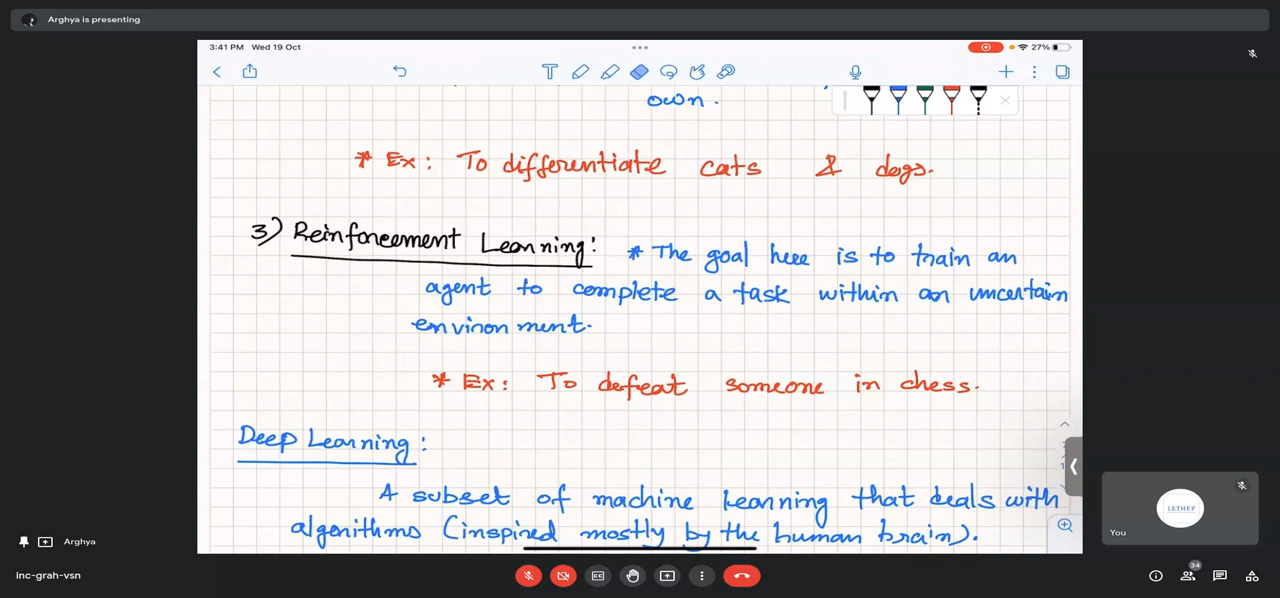 Arghya is presenting
3:41 PM Wed 19 Oct
27%
own.
* Ex: To differentiate cats & dogs.
3) Reinforcement Learning: * The goal here is to train an
agent to complete a task within an uncertain
environment.
* Ex: To defeat someone in chess.
Deep Learning:
A subset of machine learning that deals with
algorithms (inspired mostly by the human brain).
LETHEP
You
Arghya
inc-grah-vsn
34